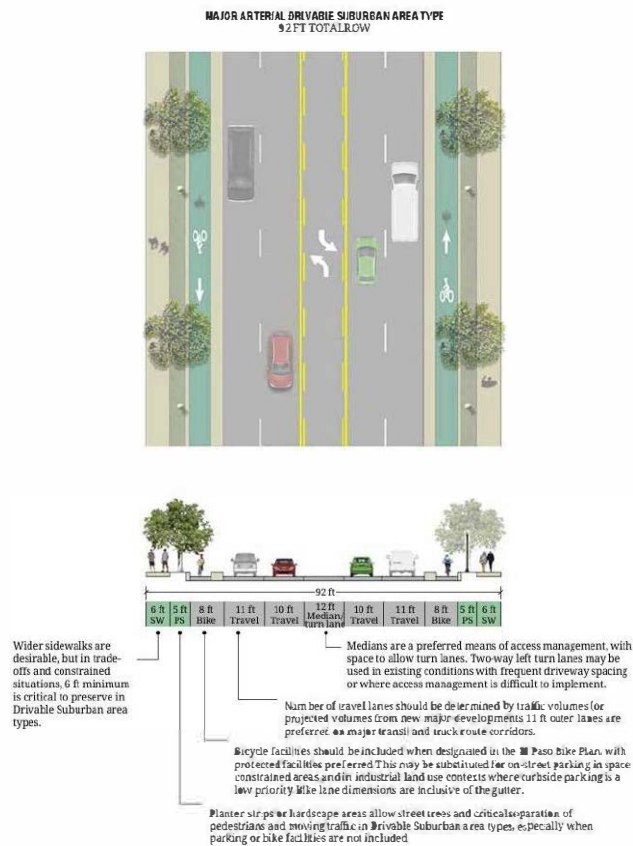 MAJOR ARTERIAL DRIVABLE SUBURBAN AREA TYPE
92 FT TOTAL ROW
92 ft
6 ft SW
5 ft PS
8 ft Bike
11 ft Travel
10 ft Travel
12 ft Median/turn lane
10 ft Travel
11 ft Travel
8 ft Bike
5 ft PS
6 ft SW
Wider sidewalks are
desirable, but in trade-
offs and constrained
situations, 6 ft minimum
is critical to preserve in
Drivable Suburban area
types.
Medians are a preferred means of access management, with
space to allow turn lanes. Two-way left turn lanes may be
used in existing conditions with frequent driveway spacing
or where access management is difficult to implement.
Number of travel lanes should be determined by traffic volumes (or
projected volumes from new major developments 11 ft outer lanes are
preferred on major transit and truck route corridors.
Bicycle facilities should be included when designated in the El Paso Bike Plan, with
protected facilities preferred This may be substituted for on-street parking in space
constrained areas, and in industrial land use contexts where curbside parking is a
low priority. Bike lane dimensions are inclusive of the gutter.
Planter strips or hardscape areas allow street trees and critical separation of
pedestrians and moving traffic in Drivable Suburban area types, especially when
parking or bike facilities are not included